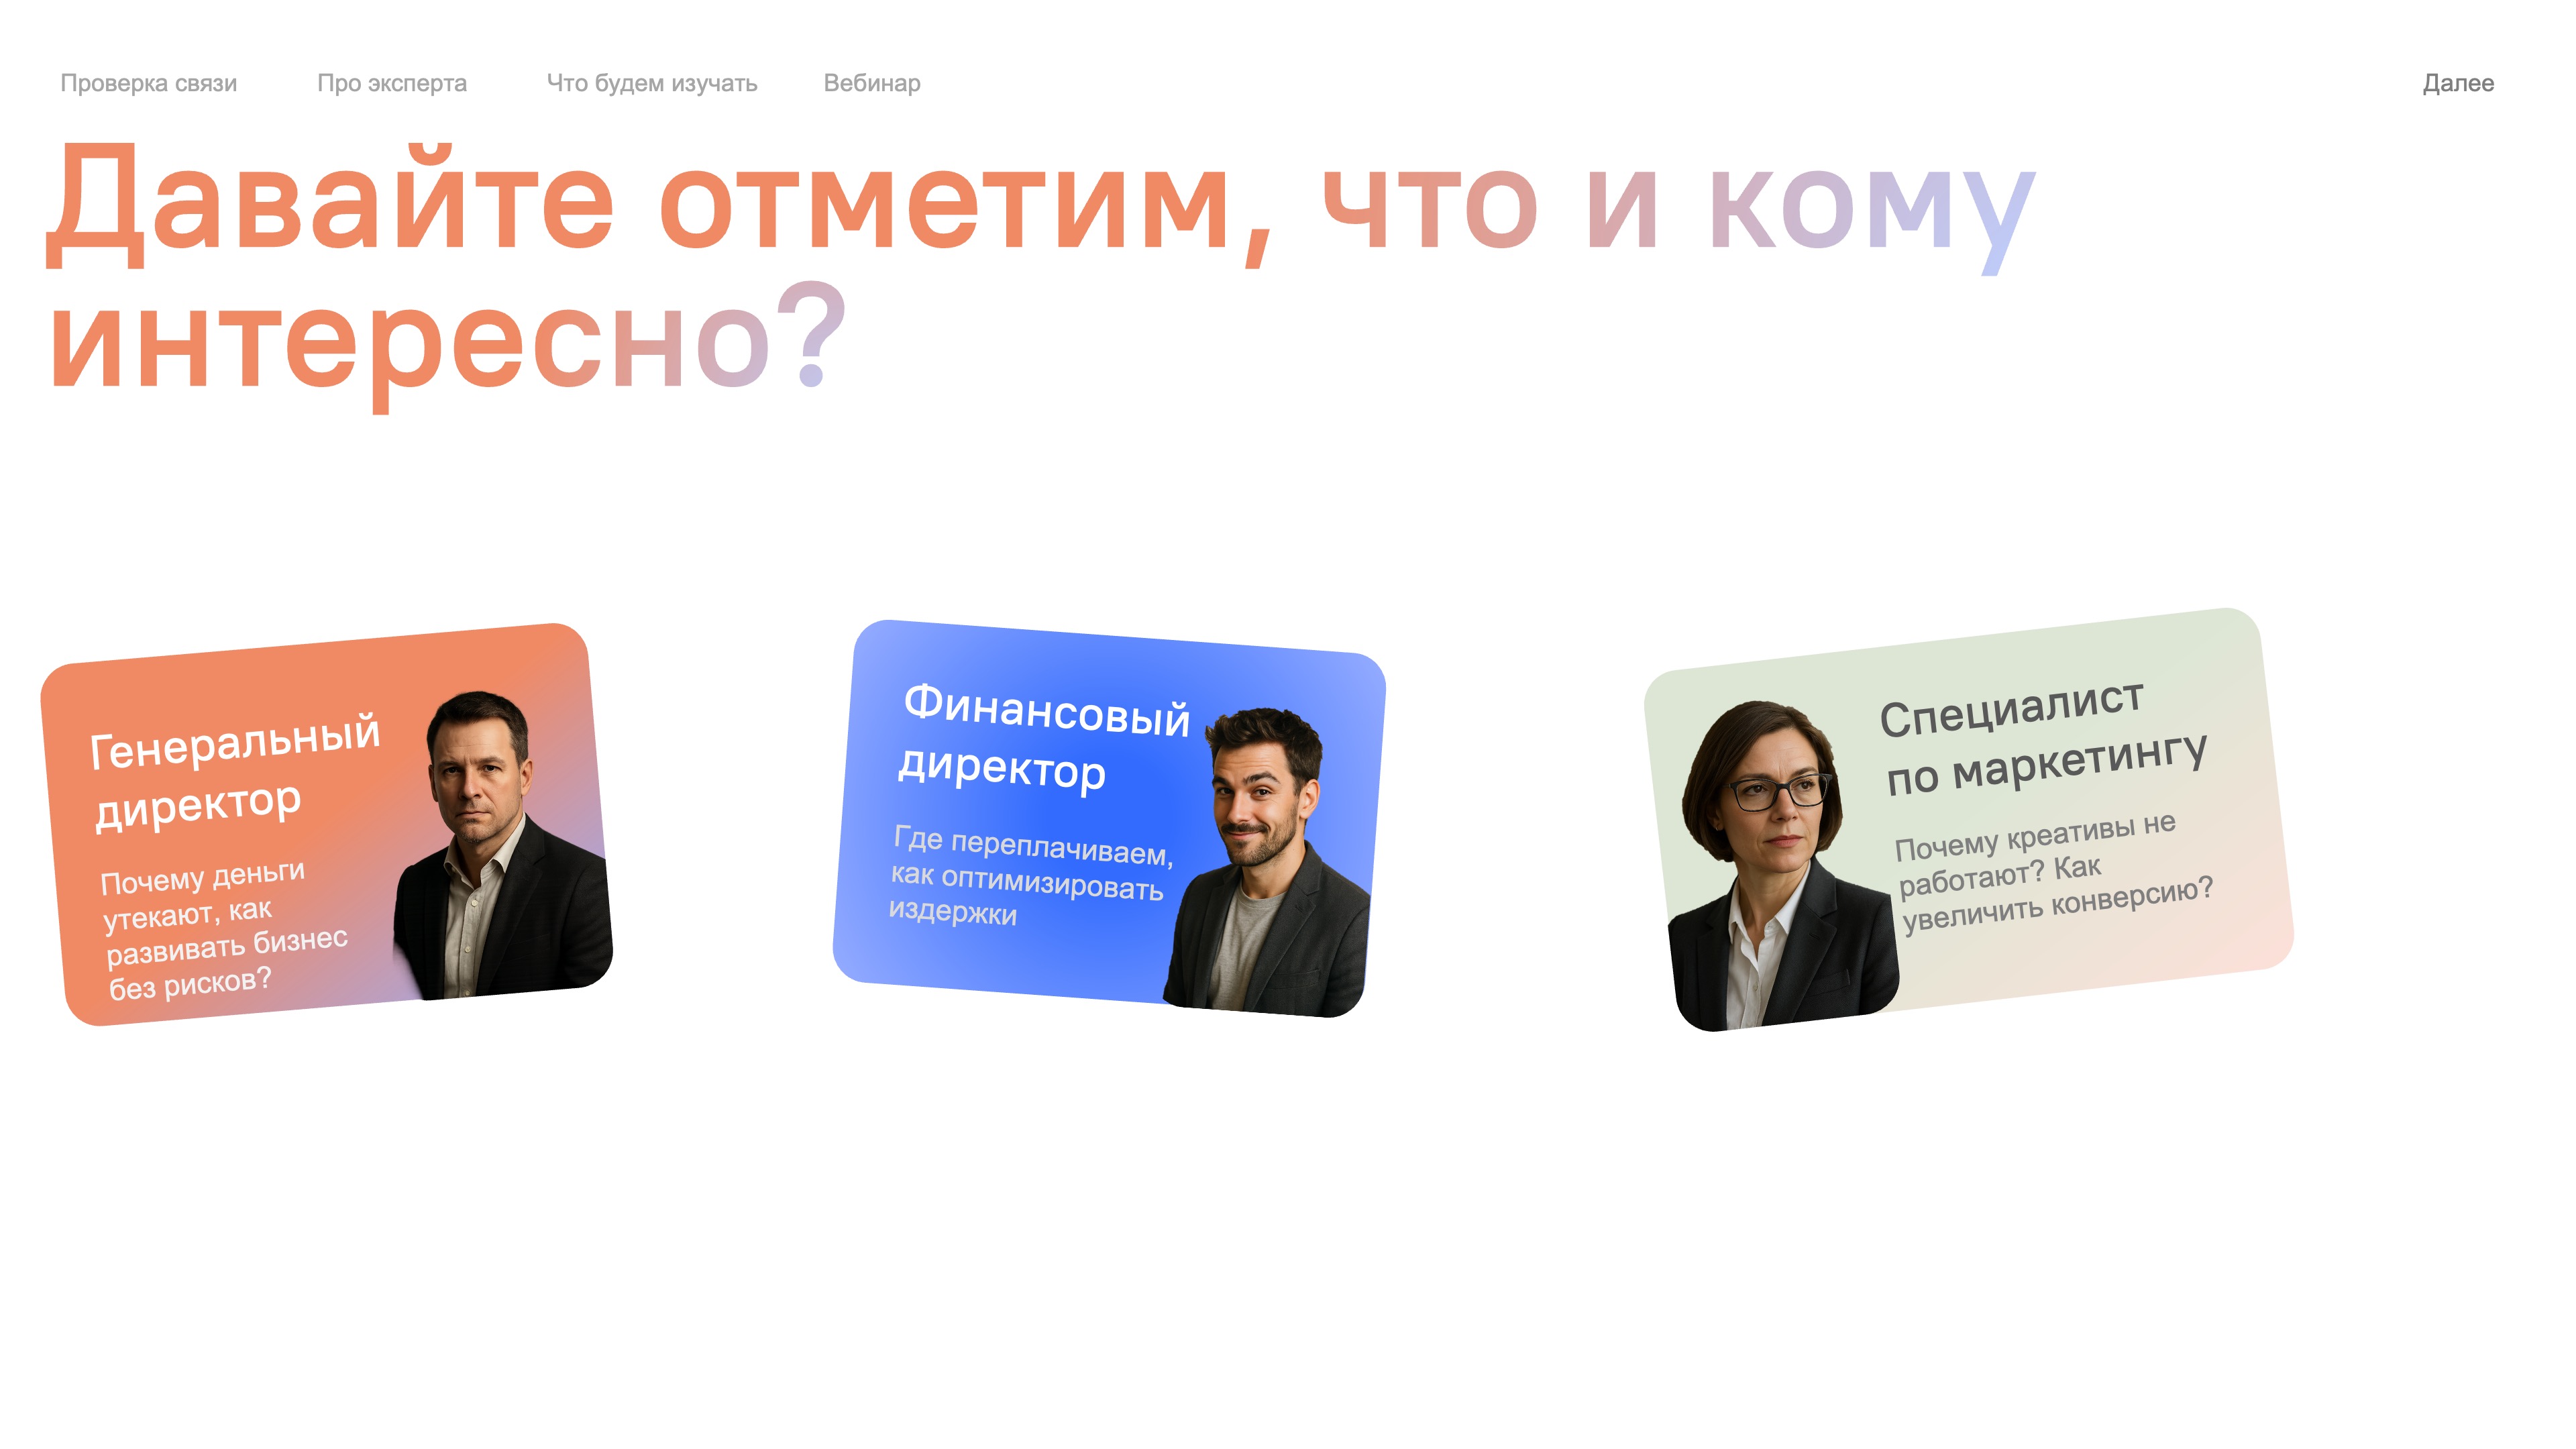 Проверка связи
Про эксперта
Что будем изучать
Вебинар
Далее
Давайте отметим, что и кому
интересно?
Генеральный
директор
Почему деньги
утекают, как
развивать бизнес
без рисков?
Финансовый
директор
Где переплачиваем,
как оптимизировать
издержки
Специалист
по маркетингу
Почему креативы не
работают? Как
увеличить конверсию?